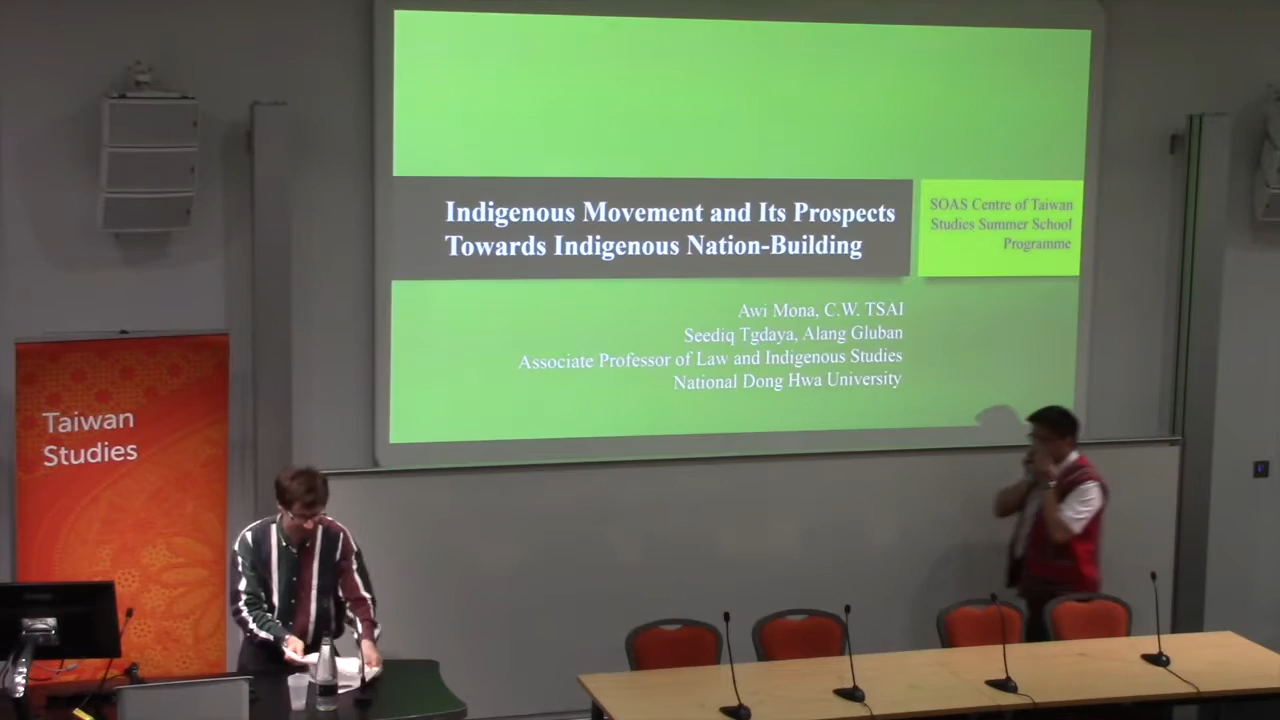 Indigenous Movement and Its Prospects
Towards Indigenous Nation-Building
SOAS Centre of Taiwan
Studies Summer School
Programme
Awi Mona, C.W. TSAI
Seediq Tgdaya, Alang Gluban
Associate Professor of Law and Indigenous Studies
National Dong Hwa University
Taiwan
Studies